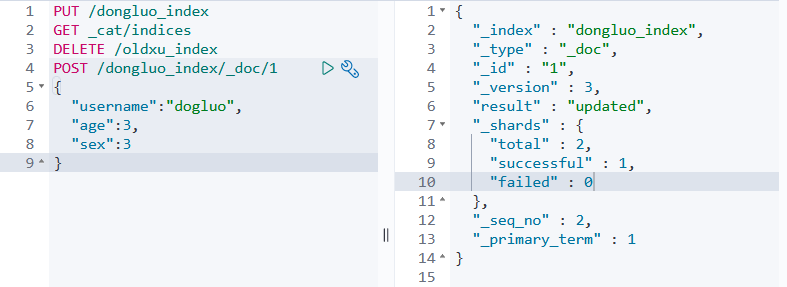 1 PUT /dongluo_index
2 GET _cat/indices
3 DELETE /oldxu_index
4 POST /dongluo_index/_doc/1
5 {
6 "username":"dogluo",
7 "age":3,
8 "sex":3
9 }
1 {
2 "_index" : "dongluo_index",
3 "_type" : "_doc",
4 "_id" : "1",
5 "_version" : 3,
6 "result" : "updated",
7 "_shards" : {
8 "total" : 2,
9 "successful" : 1,
10 "failed" : 0
11 },
12 "_seq_no" : 2,
13 "_primary_term" : 1
14 }
15